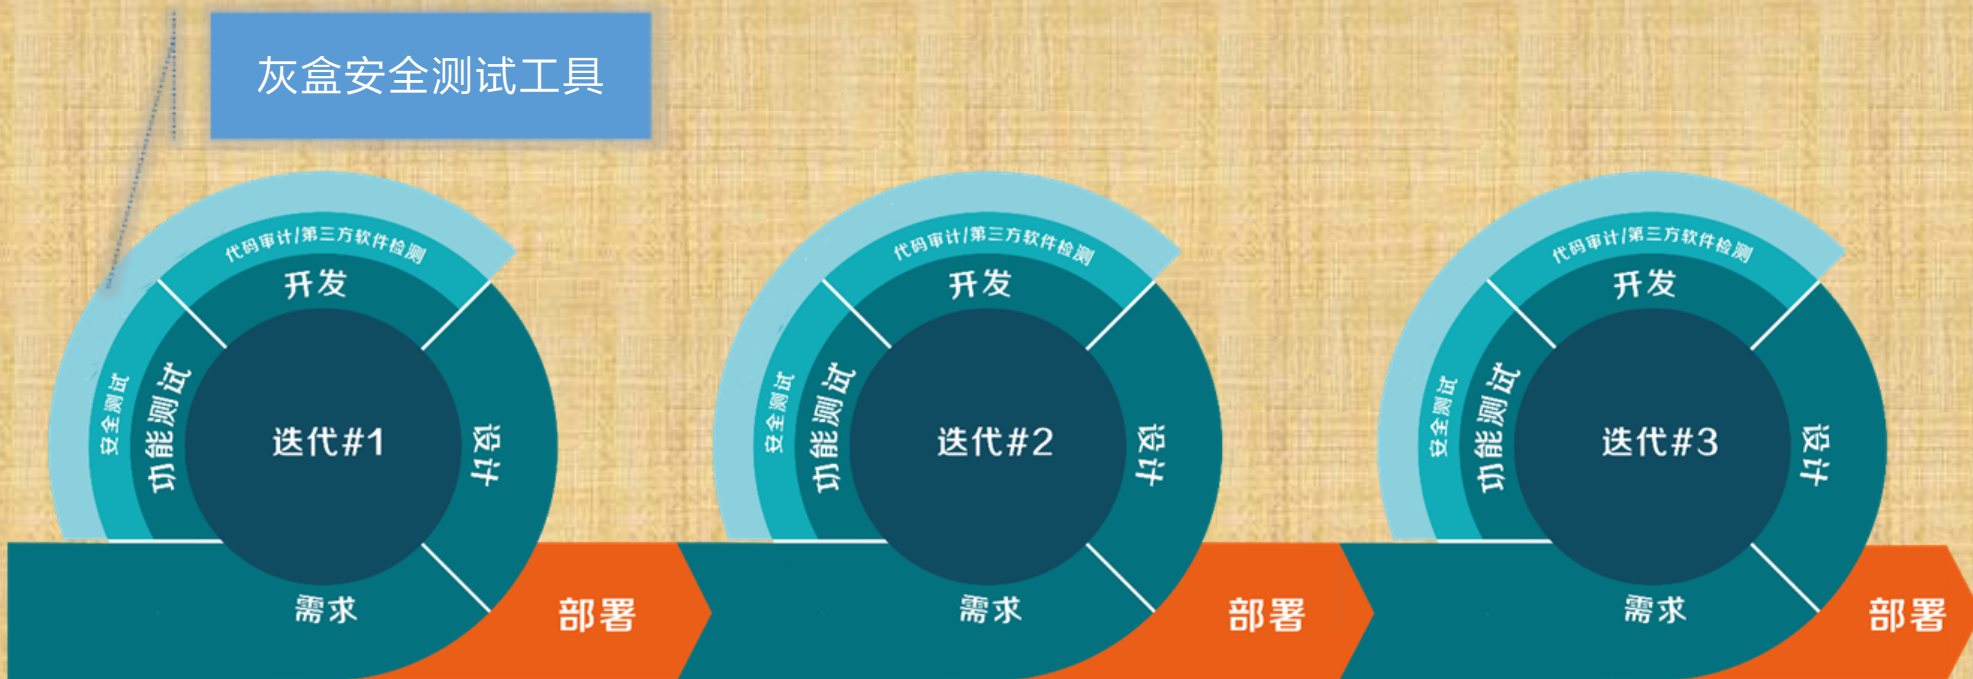 灰盒安全测试工具
代码审计/第三方软件检测
开发
安全测试
功能测试
迭代#1
设计
需求
部署
代码审计/第三方软件检测
开发
安全测试
功能测试
迭代#2
设计
需求
部署
代码审计/第三方软件检测
开发
安全测试
功能测试
迭代#3
设计
需求
部署